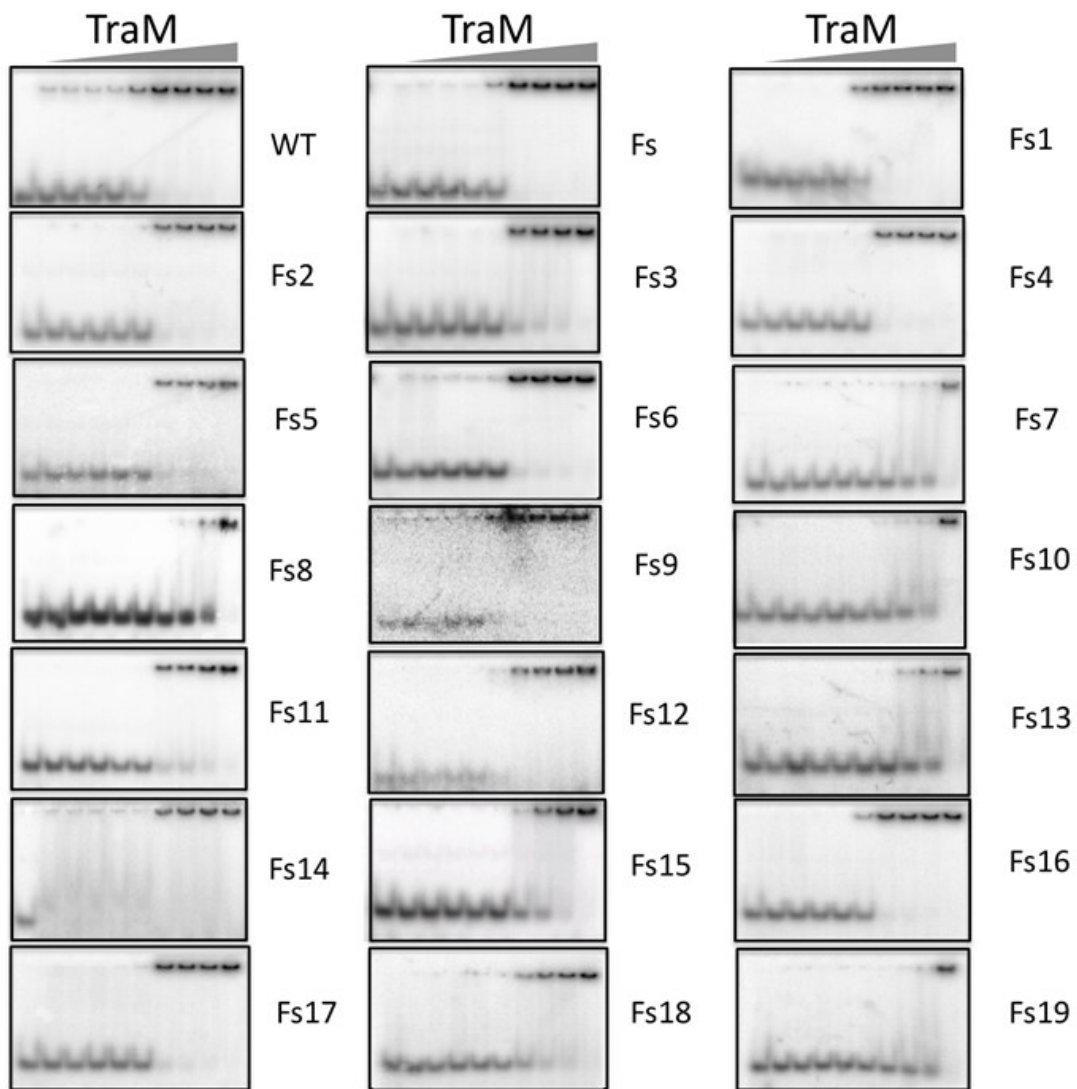 TraM TraM TraM
WT Fs Fs1
Fs2 Fs3 Fs4
Fs5 Fs6 Fs7
Fs8 Fs9 Fs10
Fs11 Fs12 Fs13
Fs14 Fs15 Fs16
Fs17 Fs18 Fs19